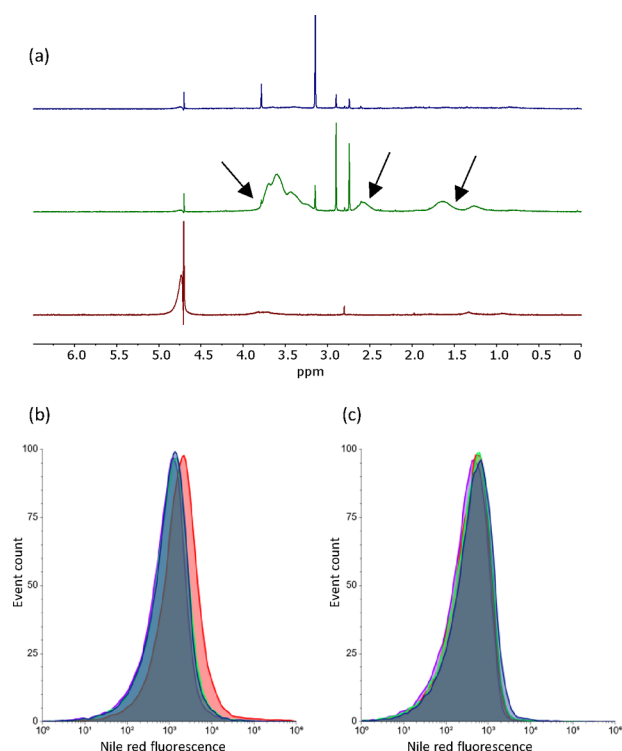 (a)
6.0 5.5 5.0 4.5 4.0 3.5 3.0 2.5 2.0 1.5 1.0 0.5 0
ppm
(b) (c)
100 100
75 75
50 50
25 25
0 0
Event count Event count
10⁰ 10¹ 10² 10³ 10⁴ 10⁵ 10⁰ 10¹ 10² 10³ 10⁴ 10⁵
Nile red fluorescence Nile red fluorescence